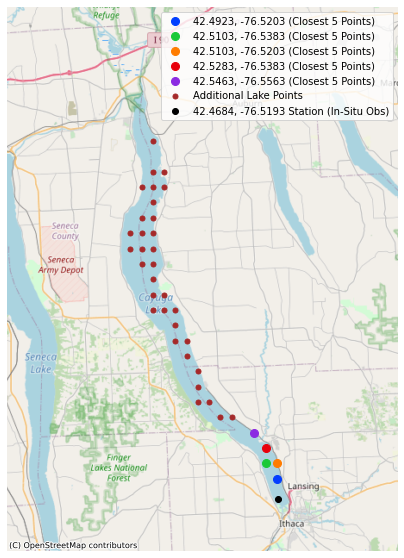 Refuge
I 9
42.4923, -76.5203 (Closest 5 Points)
42.5103, -76.5383 (Closest 5 Points)
42.5103, -76.5203 (Closest 5 Points)
42.5283, -76.5383 (Closest 5 Points)
42.5463, -76.5563 (Closest 5 Points)
Additional Lake Points
42.4684, -76.5193 Station (In-Situ Obs)
Seneca
County
Seneca
Army Depot
Seneca
Lake
Finger
Lakes National
Forest
Lansing
Ithaca
(C) OpenStreetMap contributors